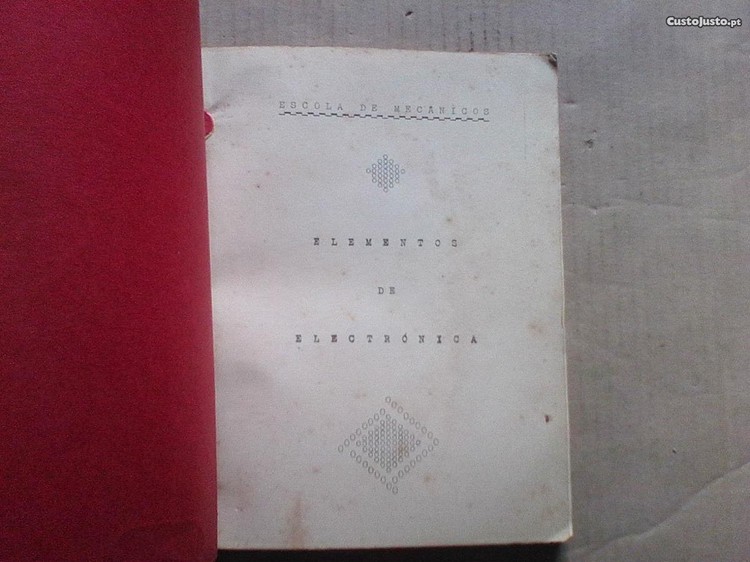 CustoJusto.pt
ESCOLA DE MECÂNICOS
ELEMENTOS
DE
ELECTRÓNICA